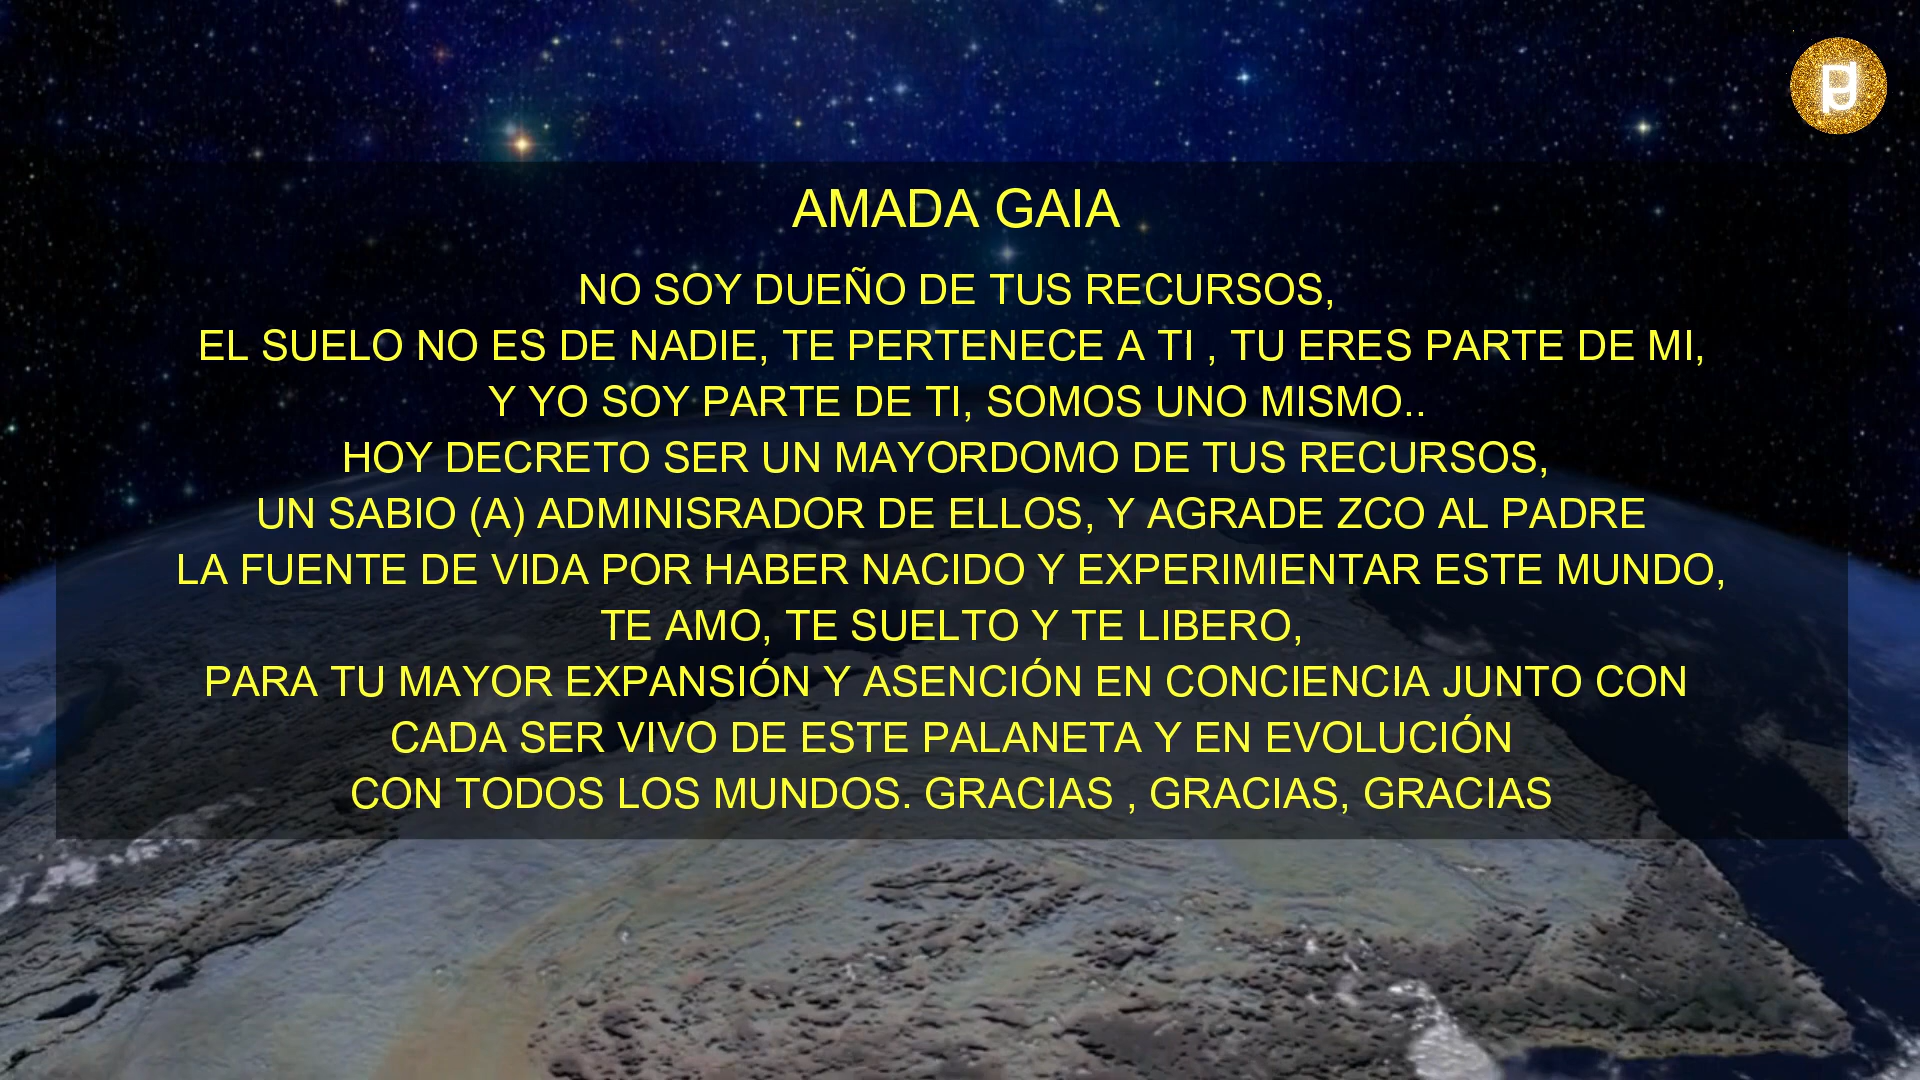 AMADA GAIA
NO SOY DUEÑO DE TUS RECURSOS,
EL SUELO NO ES DE NADIE, TE PERTENECE A TI , TU ERES PARTE DE MI,
Y YO SOY PARTE DE TI, SOMOS UNO MISMO..
HOY DECRETO SER UN MAYORDOMO DE TUS RECURSOS,
UN SABIO (A) ADMINISRADOR DE ELLOS, Y AGRADE ZCO AL PADRE
LA FUENTE DE VIDA POR HABER NACIDO Y EXPERIMIENTAR ESTE MUNDO,
TE AMO, TE SUELTO Y TE LIBERO,
PARA TU MAYOR EXPANSIÓN Y ASENCIÓN EN CONCIENCIA JUNTO CON
CADA SER VIVO DE ESTE PALANETA Y EN EVOLUCIÓN
CON TODOS LOS MUNDOS. GRACIAS , GRACIAS, GRACIAS